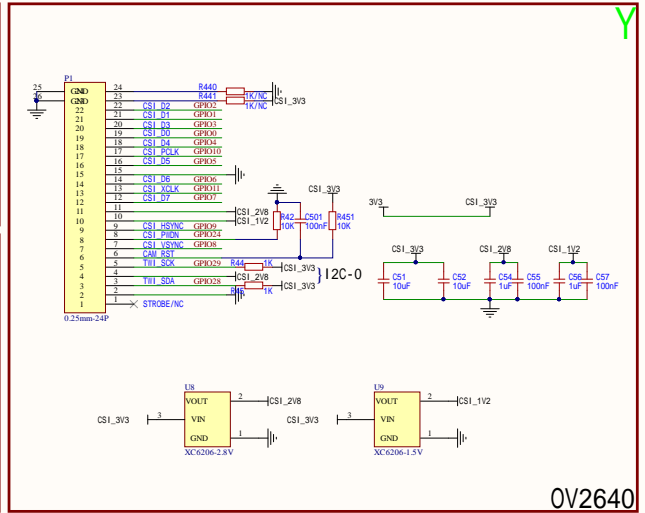 Y
P1
25 GND 24 R440
26 GND 23 R441 1K/NC CSI_3V3
22 22 CSI_D2 GPIO2 1K/NC
21 21 CSI_D1 GPIO1
20 20 CSI_D3 GPIO3
19 19 CSI_D0 GPIO0
18 18 CSI_D4 GPIO4
17 17 CSI_PCLK GPIO10
16 16 CSI_D5 GPIO5
15 15
14 14 CSI_D6 GPIO6
13 13 CSI_XCLK GPIO11
12 12 CSI_D7 GPIO7
11 11 CSI_2V8
10 10 CSI_1V2
9 9 CSI_HSYNC GPIO9
8 8 CSI_PWDN GPIO24
7 7 CSI_VSYNC GPIO8
6 6 CAM_RST
5 5 TWI_SCK GPIO29 R44 1K CSI_3V3
4 4 CSI_2V8
3 3 TWI_SDA GPIO28 1K CSI_3V3
2 2
1 1 STROBE/NC
0.25mm-24P
I2C-0
CSI_3V3
R42 C501 R451
10K 100nF 10K
3V3 CSI_3V3
CSI_3V3 CSI_2V8 CSI_1V2
C51 C52 C54 C55 C56 C57
10uF 10uF 1uF 100nF 1uF 100nF
U8
VOUT 2 CSI_2V8
CSI_3V3 3 VIN
GND 1
XC6206-2.8V
U9
VOUT 2 CSI_1V2
CSI_3V3 3 VIN
GND 1
XC6206-1.5V
OV2640